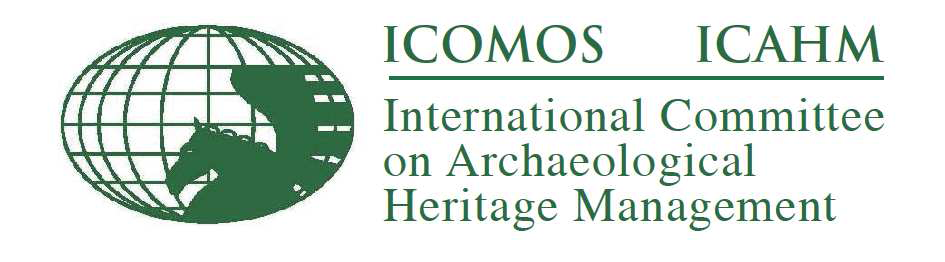 ICOMOS ICAHM
International Committee
on Archaeological
Heritage Management